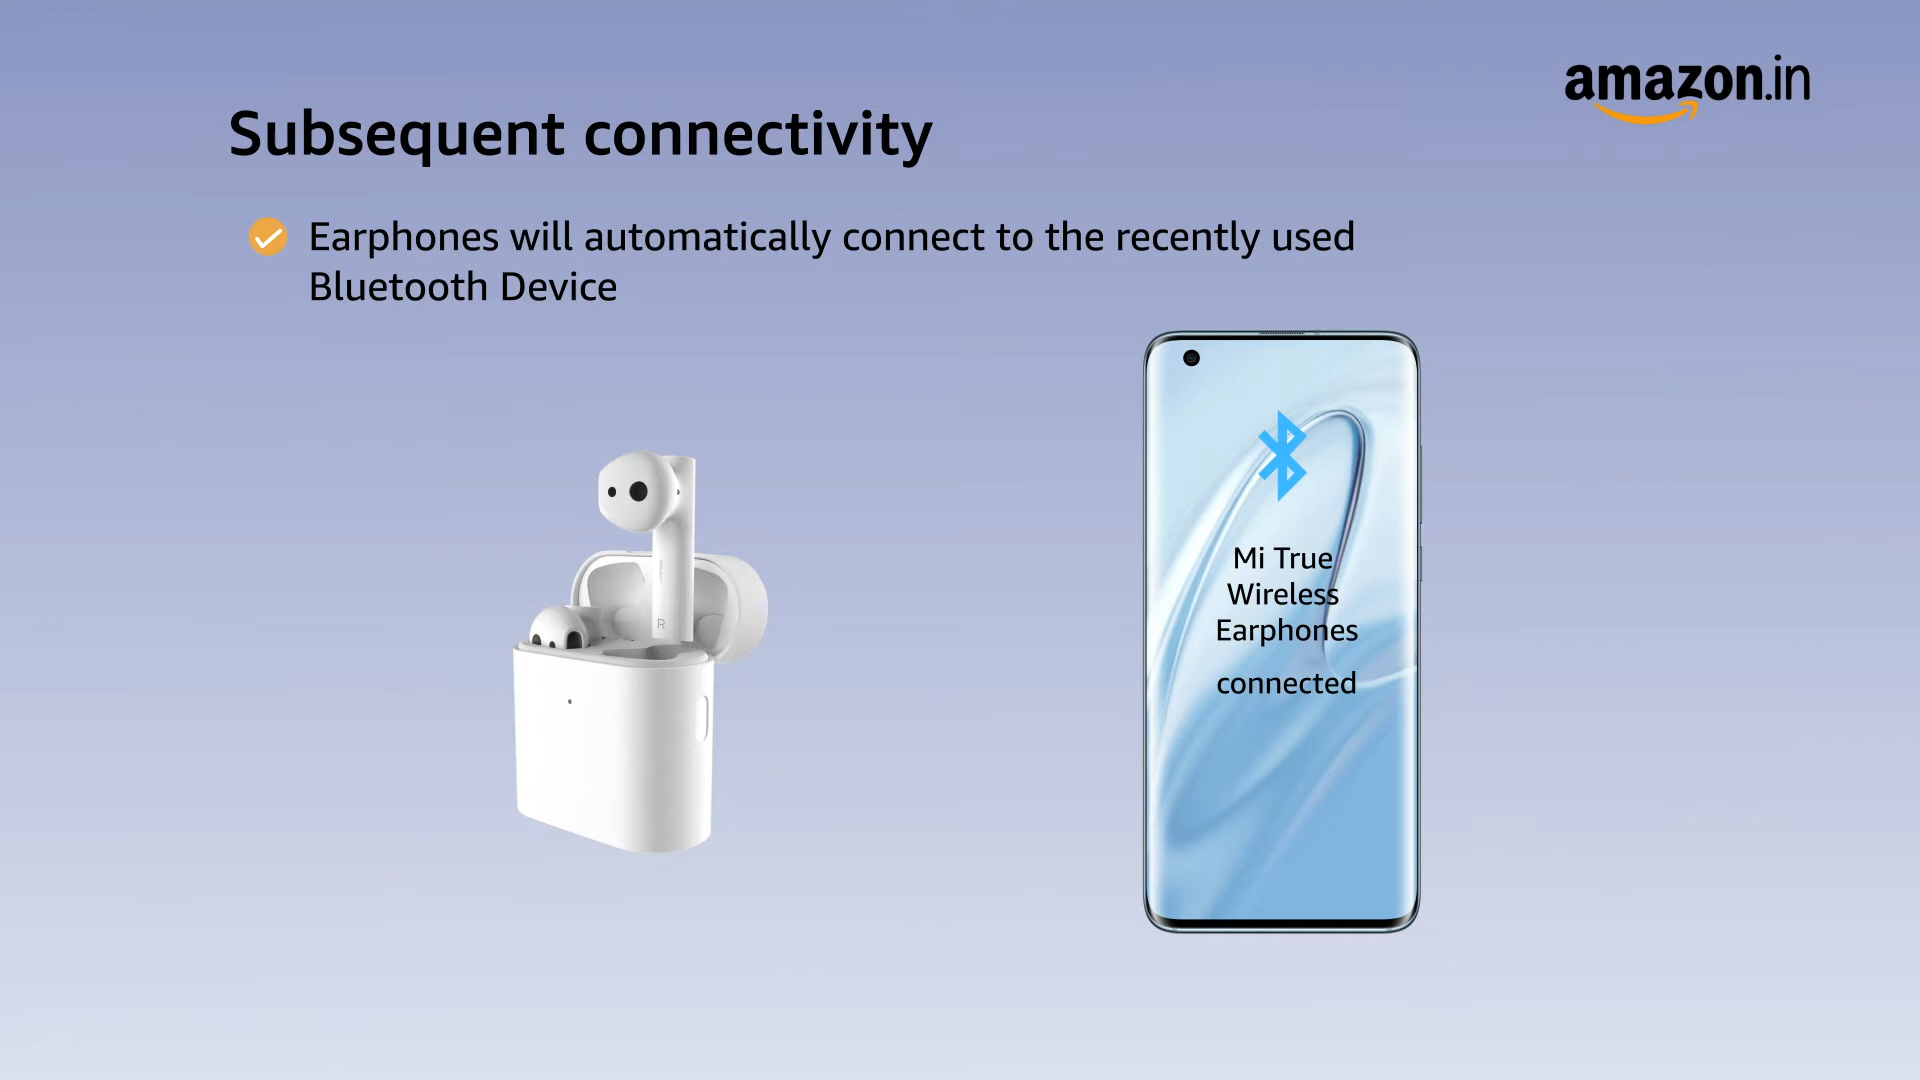 amazon.in
Subsequent connectivity
Earphones will automatically connect to the recently used
Bluetooth Device
R
Mi True
Wireless
Earphones
connected